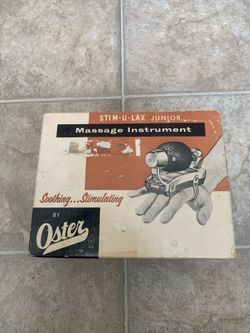 STIM·U·LAX JUNIOR
Massage Instrument
Soothing...Stimulating
BY
Oster